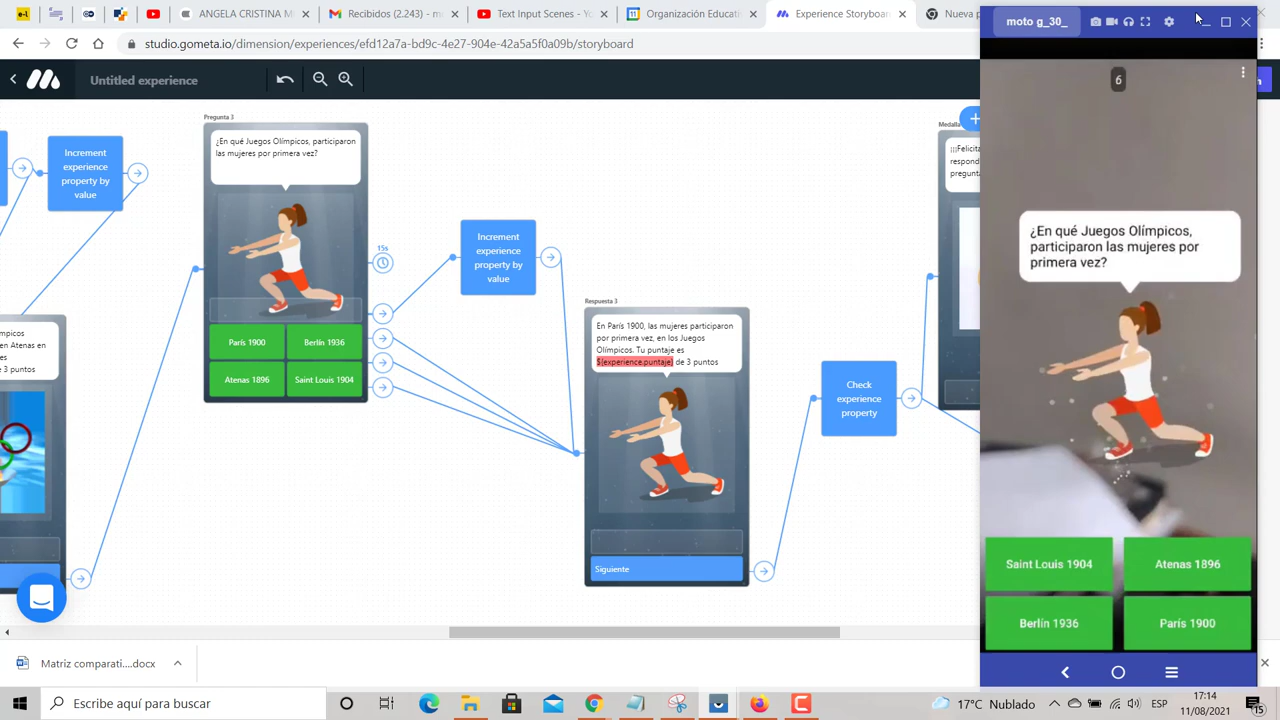 ANGELA CRISTINA M
Recibidos (2.243) - m
Text Input Scenes - Yo
Organización Educati
Experience Storyboard
Nueva p
moto g_30_
studio.gometa.io/dimension/experiences/efd12a7a-bd9c-4e27-904e-42a5a5f0a09b/storyboard
Untitled experience
Increment
experience
property by
value
Pregunta 3
¿En qué Juegos Olímpicos, participaron
las mujeres por primera vez?
15s
París 1900
Berlín 1936
Atenas 1896
Saint Louis 1904
Increment
experience
property by
value
Respuesta 3
En París 1900, las mujeres participaron
por primera vez, en los Juegos
Olímpicos. Tu puntaje es
${experience.puntaje} de 3 puntos
Siguiente
Check
experience
property
Medalla
¡¡¡Felicita
respond
pregunta
mpicos
n Atenas en
es
3 puntos
6
¿En qué Juegos Olímpicos,
participaron las mujeres por
primera vez?
Saint Louis 1904
Atenas 1896
Berlín 1936
París 1900
Matriz comparati....docx
Escribe aquí para buscar
17°C Nublado
ESP
17:14
11/08/2021
15